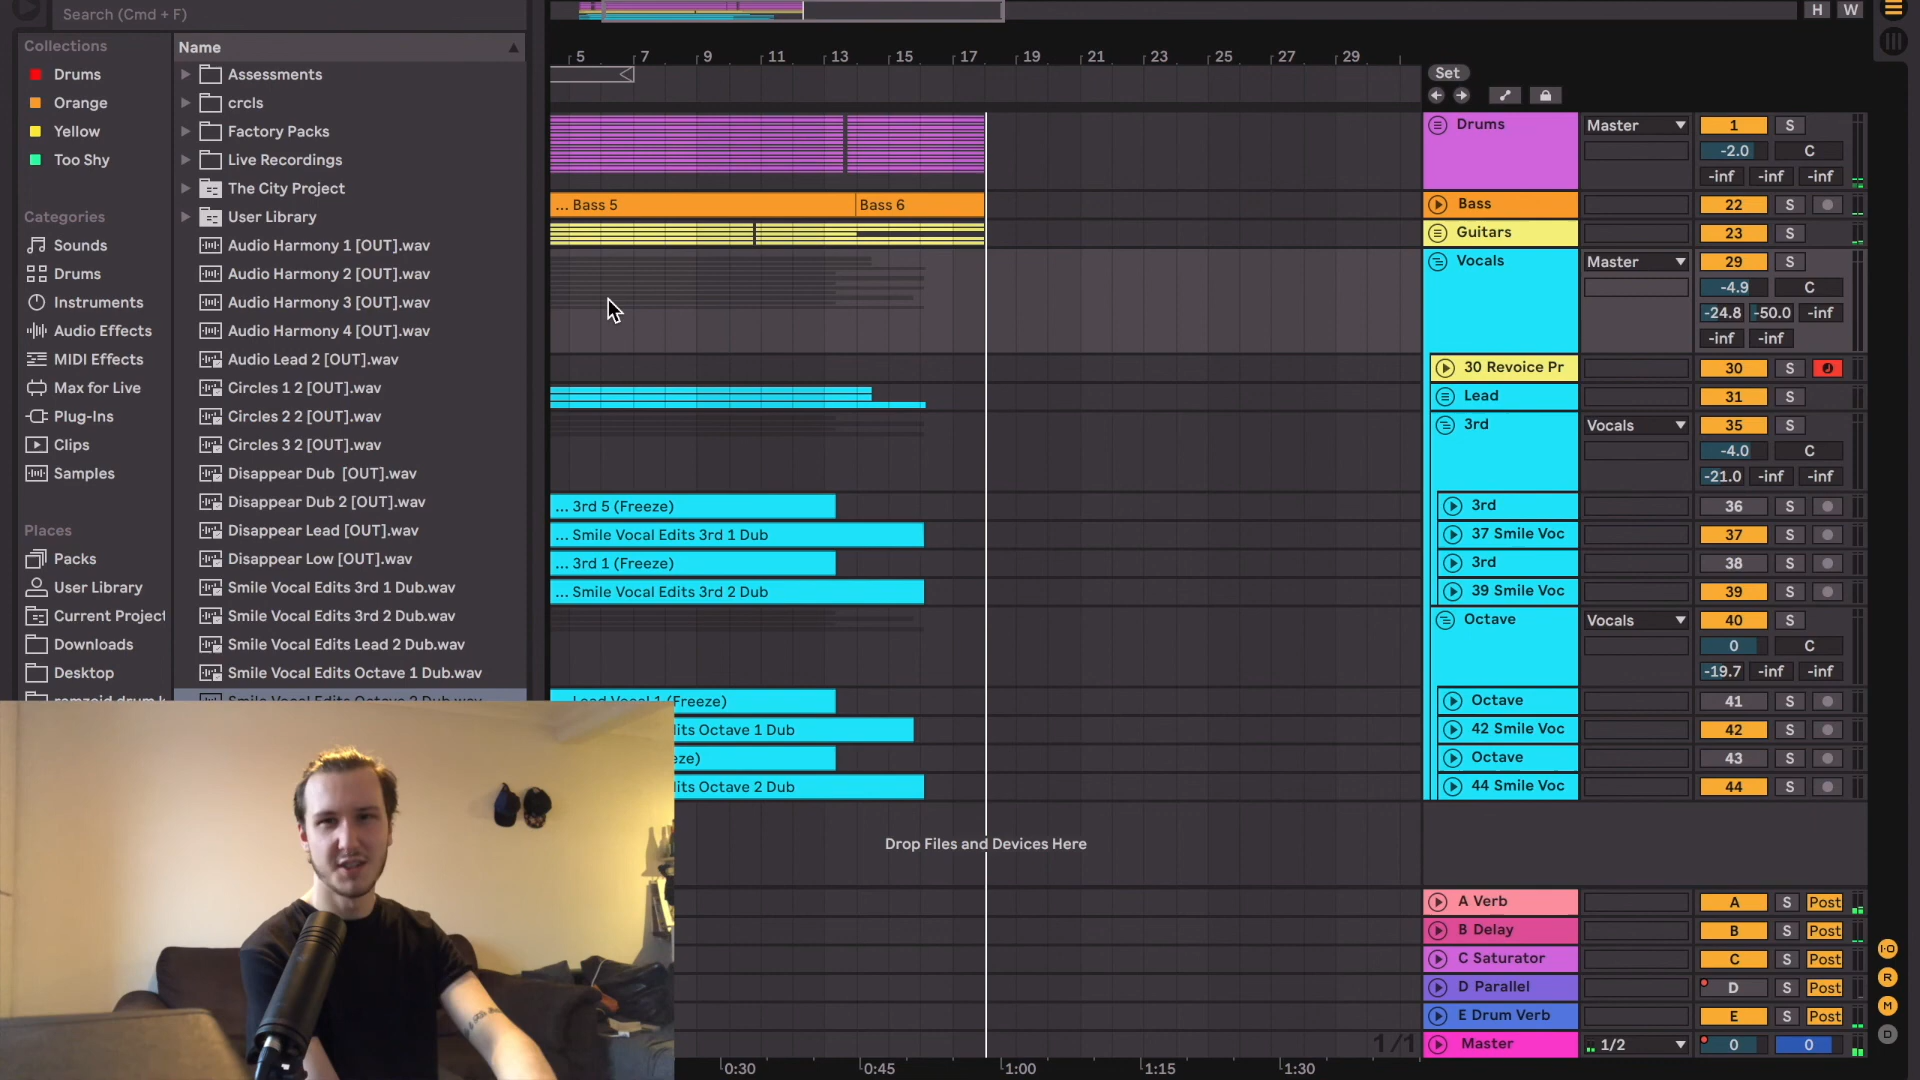 Search (Cmd + F)
H W
Collections
Name
Drums
Assessments
Orange
crcls
Yellow
Factory Packs
Too Shy
Live Recordings
The City Project
Categories
User Library
Sounds
Audio Harmony 1 [OUT].wav
Drums
Audio Harmony 2 [OUT].wav
Instruments
Audio Harmony 3 [OUT].wav
Audio Effects
Audio Harmony 4 [OUT].wav
MIDI Effects
Audio Lead 2 [OUT].wav
Max for Live
Circles 1 2 [OUT].wav
Plug-Ins
Circles 2 2 [OUT].wav
Clips
Circles 3 2 [OUT].wav
Samples
Disappear Dub [OUT].wav
Disappear Dub 2 [OUT].wav
Places
Disappear Lead [OUT].wav
Packs
Disappear Low [OUT].wav
User Library
Smile Vocal Edits 3rd 1 Dub.wav
Current Project
Smile Vocal Edits 3rd 2 Dub.wav
Downloads
Smile Vocal Edits Lead 2 Dub.wav
Desktop
Smile Vocal Edits Octave 1 Dub.wav
Smile Vocal Edits Octave 2 Dub.wav
5 7 9 11 13 15 17 19 21 23 25 27 29
Set
... Bass 5
Bass 6
... 3rd 5 (Freeze)
... Smile Vocal Edits 3rd 1 Dub
... 3rd 1 (Freeze)
... Smile Vocal Edits 3rd 2 Dub
Lead Vocal 1 (Freeze)
its Octave 1 Dub
eze)
its Octave 2 Dub
Drop Files and Devices Here
1/1
0:30 0:45 1:00 1:15 1:30
Drums Master 1 S
-2.0 C
-inf -inf -inf
Bass 22 S
Guitars 23 S
Vocals Master 29 S
-4.9 C
-24.8 -50.0 -inf
-inf -inf
30 Revoice Pr 30 S
Lead 31 S
3rd Vocals 35 S
-4.0 C
-21.0 -inf -inf
3rd 36 S
37 Smile Voc 37 S
3rd 38 S
39 Smile Voc 39 S
Octave Vocals 40 S
0 C
-19.7 -inf -inf
Octave 41 S
42 Smile Voc 42 S
Octave 43 S
44 Smile Voc 44 S
A Verb A S Post
B Delay B S Post
C Saturator C S Post
D Parallel D S Post
E Drum Verb E S Post
Master 1/2 0 0
I·O
R
M
D